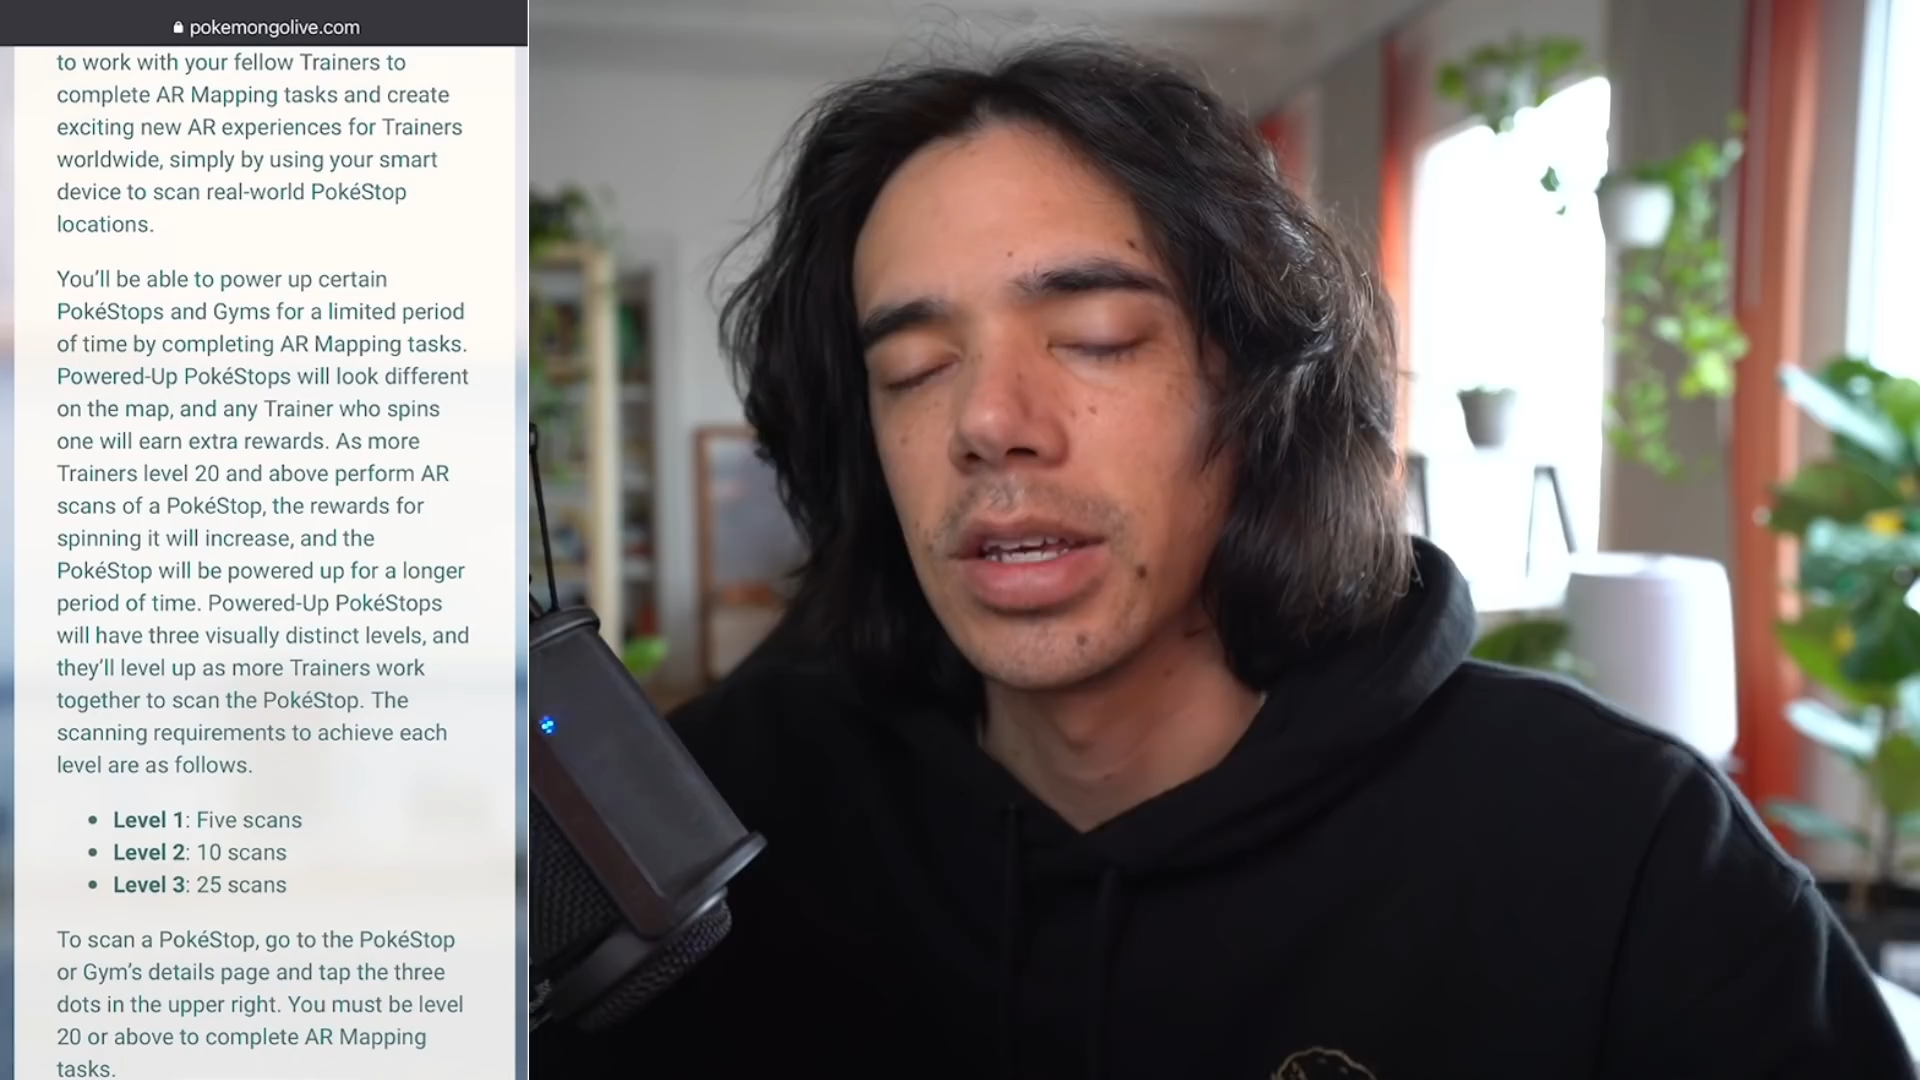 pokemongolive.com
to work with your fellow Trainers to
complete AR Mapping tasks and create
exciting new AR experiences for Trainers
worldwide, simply by using your smart
device to scan real-world PokéStop
locations.
You’ll be able to power up certain
PokéStops and Gyms for a limited period
of time by completing AR Mapping tasks.
Powered-Up PokéStops will look different
on the map, and any Trainer who spins
one will earn extra rewards. As more
Trainers level 20 and above perform AR
scans of a PokéStop, the rewards for
spinning it will increase, and the
PokéStop will be powered up for a longer
period of time. Powered-Up PokéStops
will have three visually distinct levels, and
they’ll level up as more Trainers work
together to scan the PokéStop. The
scanning requirements to achieve each
level are as follows.
• Level 1: Five scans
• Level 2: 10 scans
• Level 3: 25 scans
To scan a PokéStop, go to the PokéStop
or Gym’s details page and tap the three
dots in the upper right. You must be level
20 or above to complete AR Mapping
tasks.